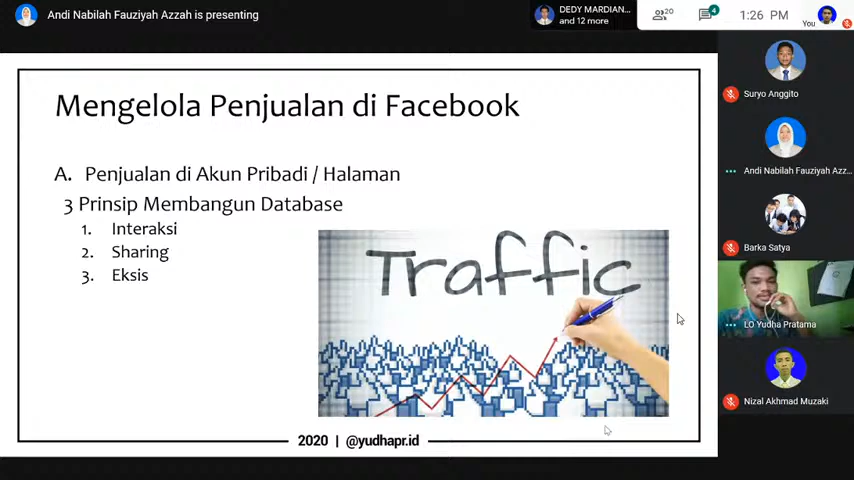 Andi Nabilah Fauziyah Azzah is presenting
DEDY MARDIAN...
and 12 more
20
4
1:26 PM
You
Mengelola Penjualan di Facebook
A. Penjualan di Akun Pribadi / Halaman
3 Prinsip Membangun Database
1. Interaksi
2. Sharing
3. Eksis
Traffic
2020 | @yudhapr.id
Suryo Anggito
Andi Nabilah Fauziyah Azz...
Barka Satya
LO Yudha Pratama
Nizal Akhmad Muzaki